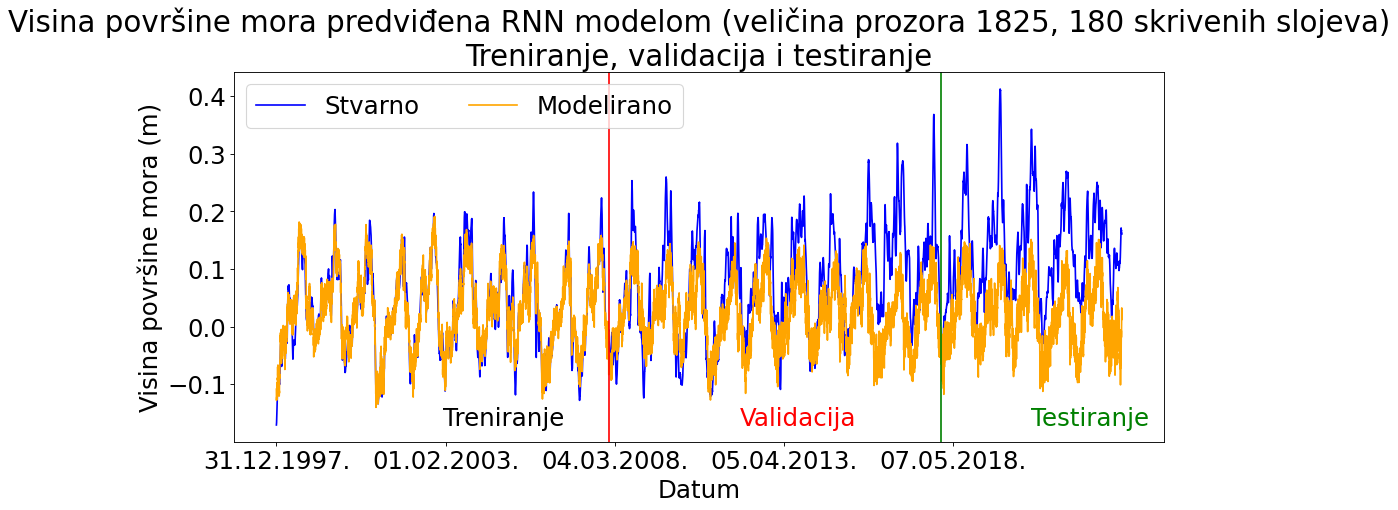 Visina površine mora predviđena RNN modelom (veličina prozora 1825, 180 skrivenih slojeva)
Treniranje, validacija i testiranje
Stvarno
Modelirano
Visina površine mora (m)
0.4
0.3
0.2
0.1
0.0
−0.1
Treniranje
Validacija
Testiranje
31.12.1997.
01.02.2003.
04.03.2008.
05.04.2013.
07.05.2018.
Datum